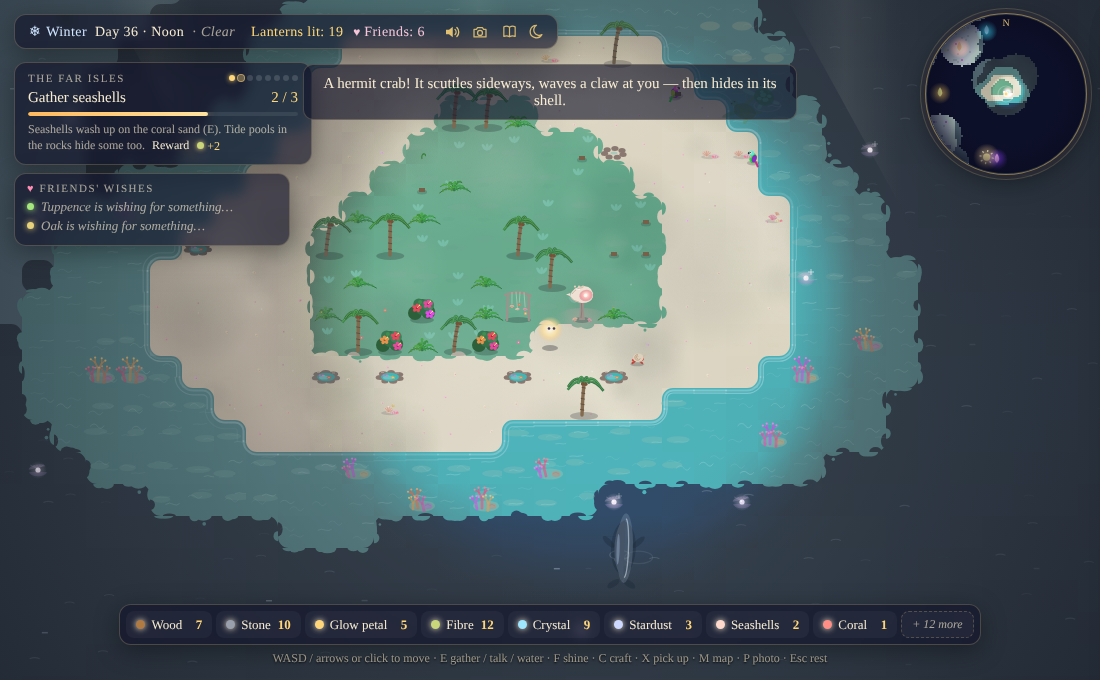 Winter Day 36 · Noon · Clear Lanterns lit: 19 ♥ Friends: 6
THE FAR ISLES
Gather seashells 2 / 3
Seashells wash up on the coral sand (E). Tide pools in
the rocks hide some too. Reward +2
♥ FRIENDS' WISHES
Tuppence is wishing for something…
Oak is wishing for something…
A hermit crab! It scuttles sideways, waves a claw at you — then hides in its
shell.
N
Wood 7 Stone 10 Glow petal 5 Fibre 12 Crystal 9 Stardust 3 Seashells 2 Coral 1 + 12 more
WASD / arrows or click to move · E gather / talk / water · F shine · C craft · X pick up · M map · P photo · Esc rest